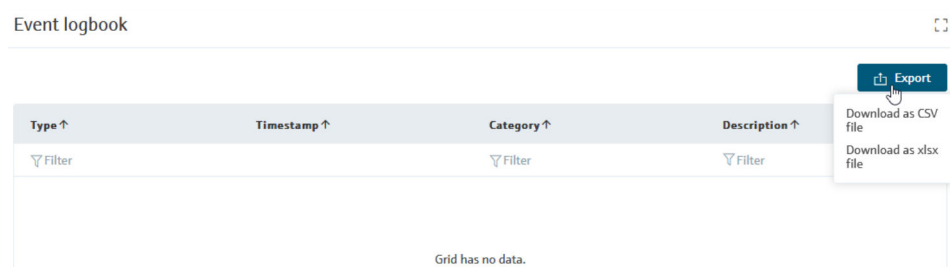 Event logbook
Export
Download as CSV
file
Download as xlsx
file
Type↑ Timestamp↑ Category↑ Description↑
Filter Filter Filter
Grid has no data.